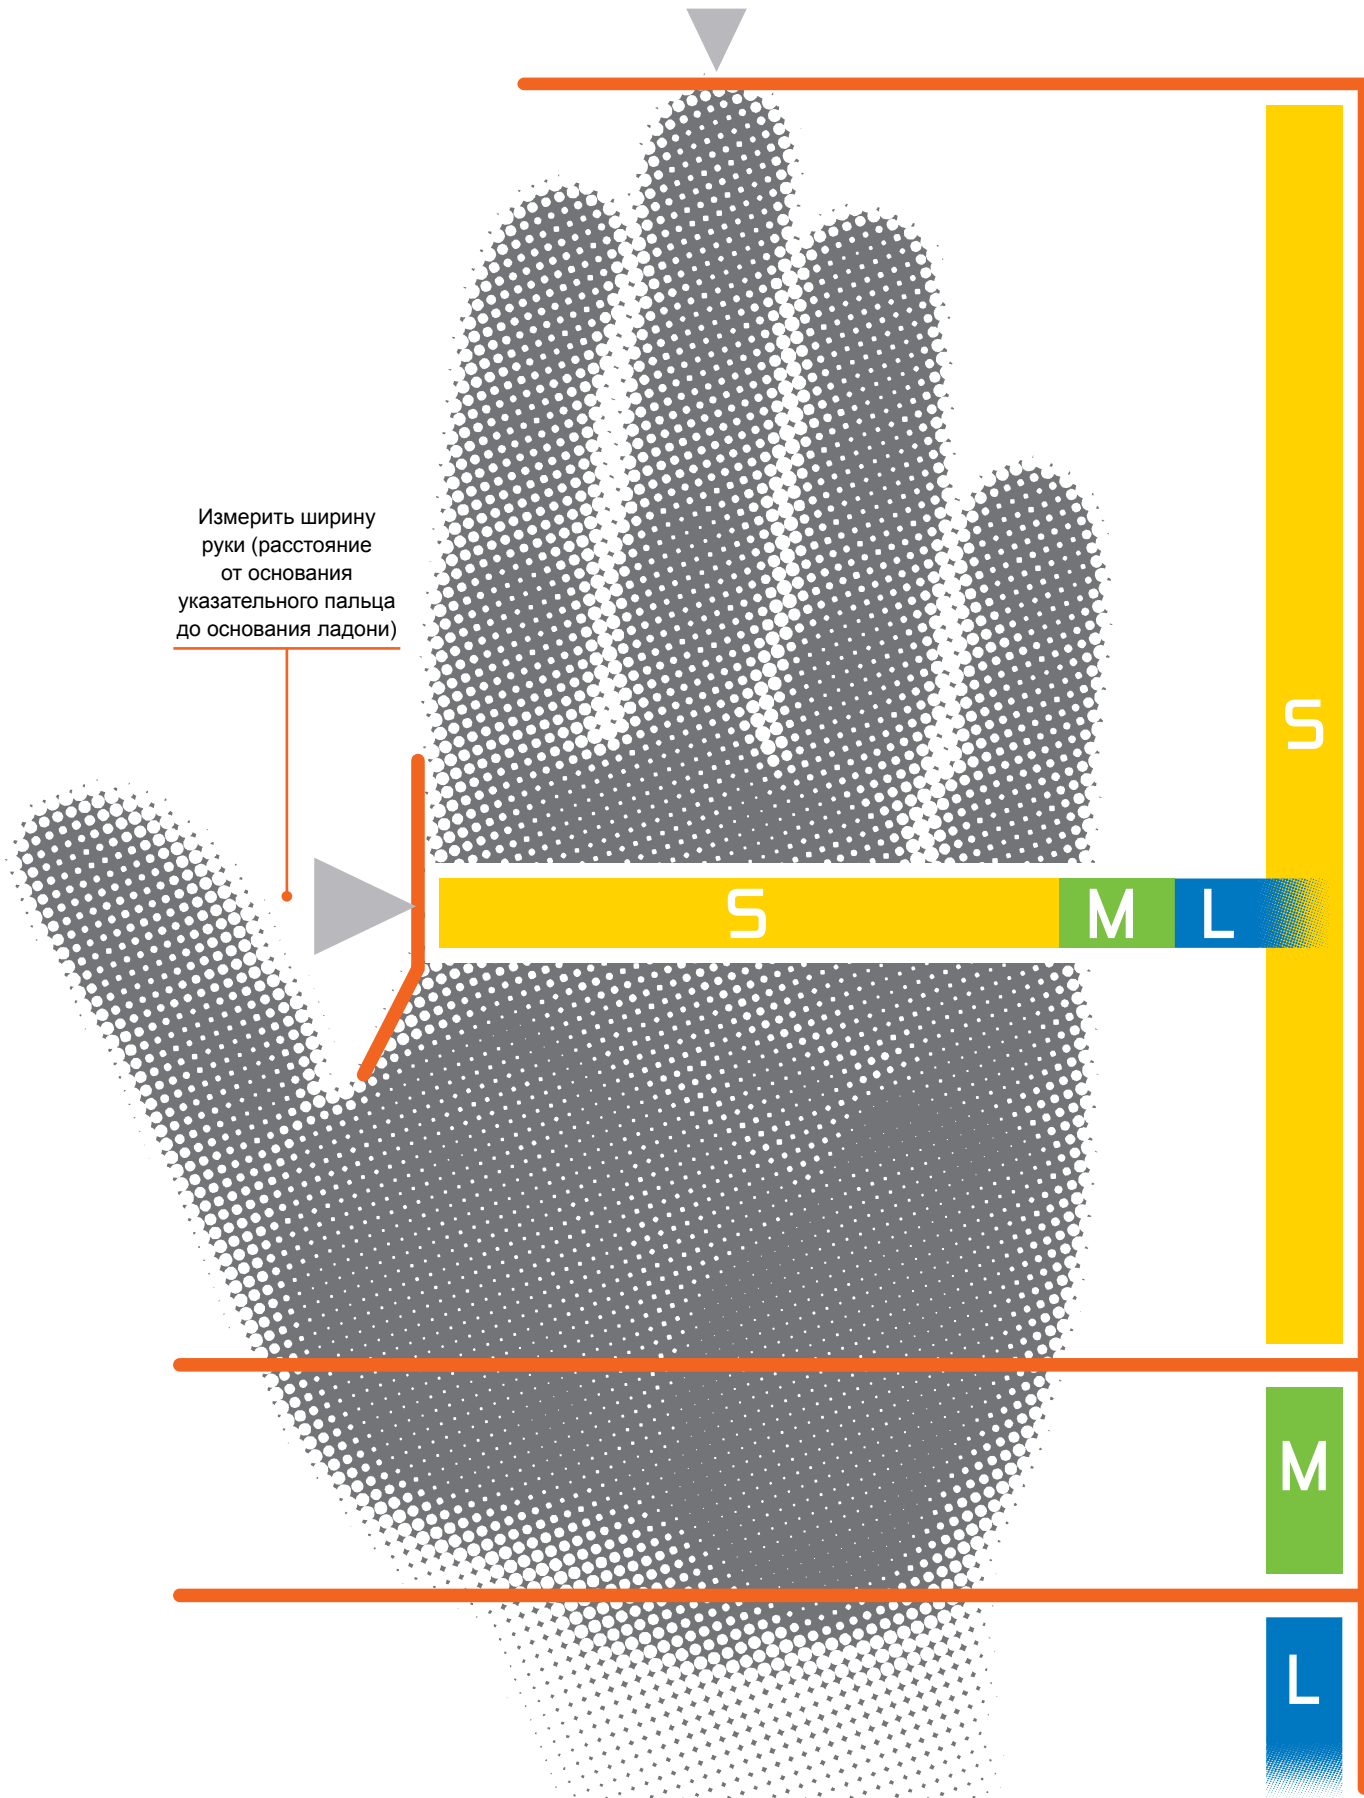 Измерить ширину
руки (расстояние
от основания
указательного пальца
до основания ладони)
S
S M L
M
L